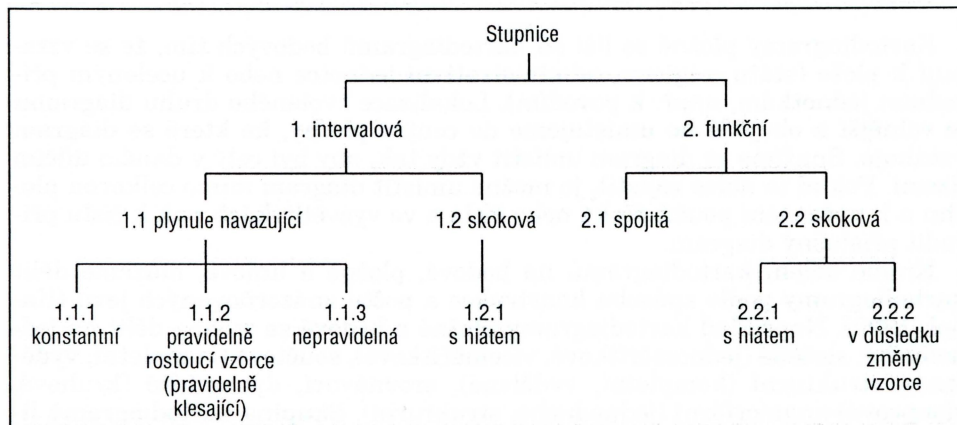 Stupnice
1. intervalová
2. funkční
1.1 plynule navazující
1.2 skoková
2.1 spojitá
2.2 skoková
1.1.1
konstantní
1.1.2
pravidelně
rostoucí vzorce
(pravidelně
klesající)
1.1.3
nepravidelná
1.2.1
s hiátem
2.2.1
s hiátem
2.2.2
v důsledku
změny
vzorce